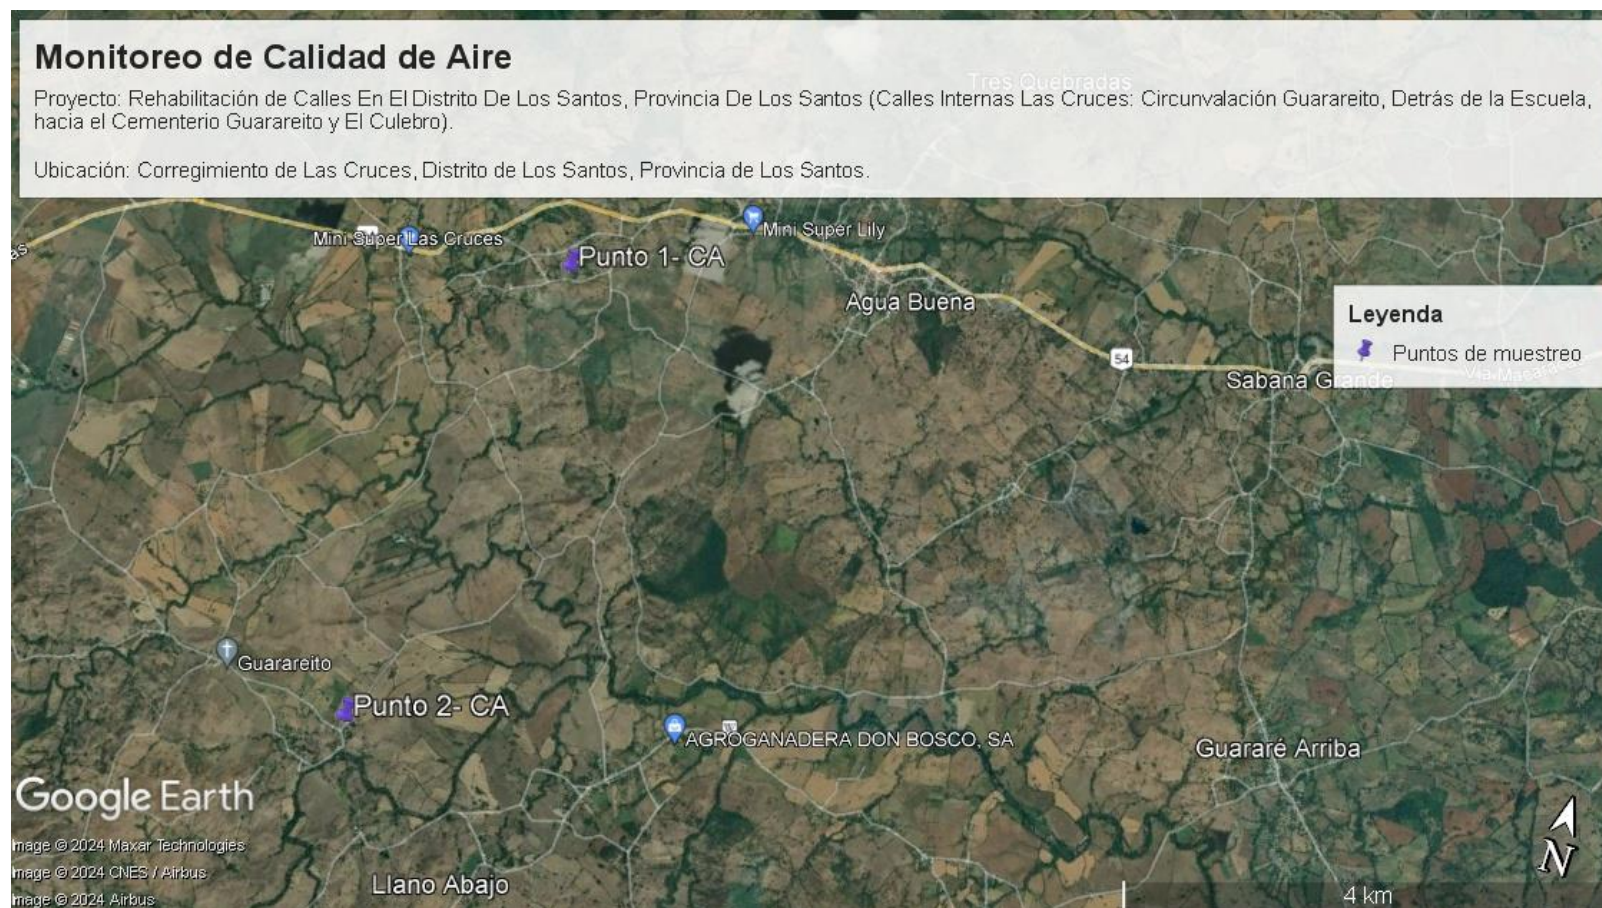 Monitoreo de Calidad de Aire
Tres Quebradas
Proyecto: Rehabilitación de Calles En El Distrito De Los Santos, Provincia De Los Santos (Calles Internas Las Cruces: Circunvalación Guarareito, Detrás de la Escuela,
hacia el Cementerio Guarareito y El Culebro).
Ubicación: Corregimiento de Las Cruces, Distrito de Los Santos, Provincia de Los Santos.
Mini Super Lily
Mini Super Las Cruces
as
Punto 1- CA
Agua Buena
Leyenda
Puntos de muestreo
54
Sabana Grande
Guarareito
Punto 2- CA
AGROGANADERA DON BOSCO, SA
Guararé Arriba
Google Earth
Image © 2024 Maxar Technologies
Image © 2024 CNES / Airbus
Image © 2024 Airbus
Llano Abajo
4 km
N